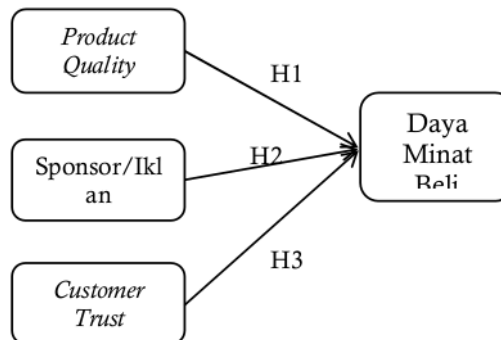 Product
Quality
H1
Daya
Minat
Beli
Sponsor/Ikl
an
H2
H3
Customer
Trust